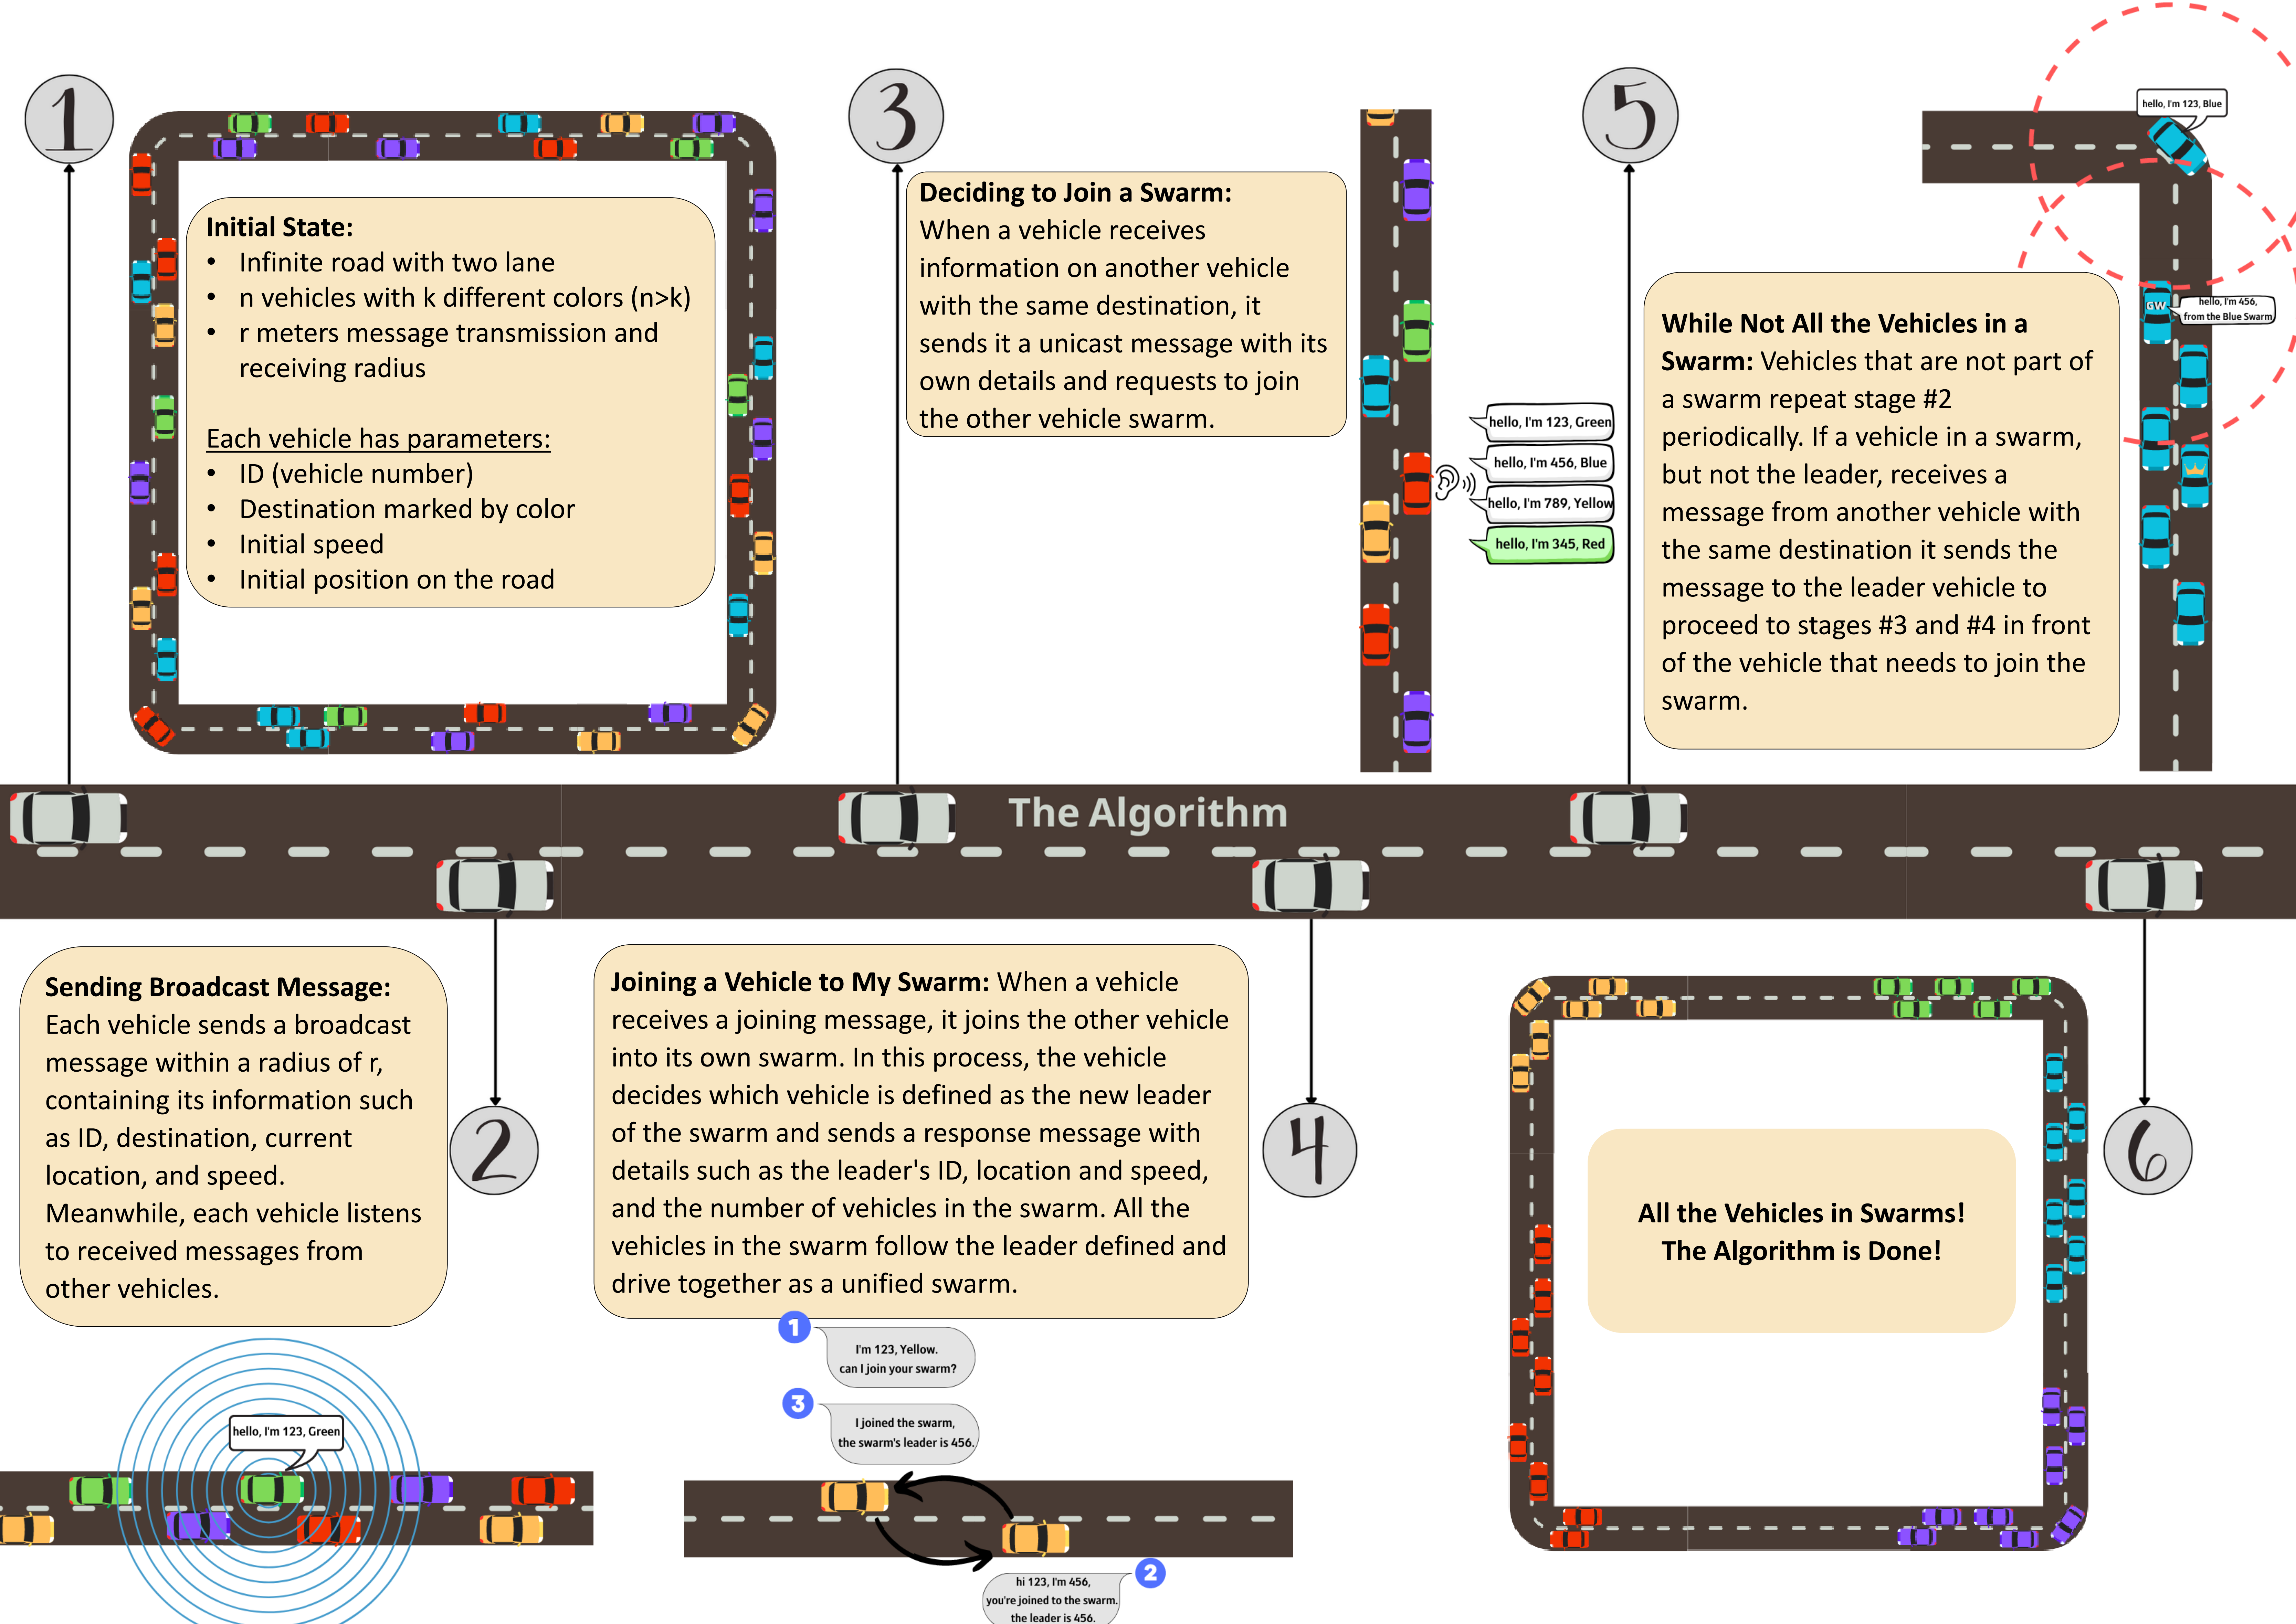 1
Initial State:
• Infinite road with two lane
• n vehicles with k different colors (n>k)
• r meters message transmission and
receiving radius
Each vehicle has parameters:
• ID (vehicle number)
• Destination marked by color
• Initial speed
• Initial position on the road
3
Deciding to Join a Swarm:
When a vehicle receives
information on another vehicle
with the same destination, it
sends it a unicast message with its
own details and requests to join
the other vehicle swarm.
hello, I'm 123, Green
hello, I'm 456, Blue
hello, I'm 789, Yellow
hello, I'm 345, Red
5
While Not All the Vehicles in a
Swarm: Vehicles that are not part of
a swarm repeat stage #2
periodically. If a vehicle in a swarm,
but not the leader, receives a
message from another vehicle with
the same destination it sends the
message to the leader vehicle to
proceed to stages #3 and #4 in front
of the vehicle that needs to join the
swarm.
hello, I'm 123, Blue
GW
hello, I'm 456,
from the Blue Swarm
The Algorithm
Sending Broadcast Message:
Each vehicle sends a broadcast
message within a radius of r,
containing its information such
as ID, destination, current
location, and speed.
Meanwhile, each vehicle listens
to received messages from
other vehicles.
2
hello, I'm 123, Green
Joining a Vehicle to My Swarm: When a vehicle
receives a joining message, it joins the other vehicle
into its own swarm. In this process, the vehicle
decides which vehicle is defined as the new leader
of the swarm and sends a response message with
details such as the leader's ID, location and speed,
and the number of vehicles in the swarm. All the
vehicles in the swarm follow the leader defined and
drive together as a unified swarm.
4
1
I'm 123, Yellow.
can I join your swarm?
3
I joined the swarm,
the swarm's leader is 456.
2
hi 123, I'm 456,
you're joined to the swarm.
the leader is 456.
6
All the Vehicles in Swarms!
The Algorithm is Done!